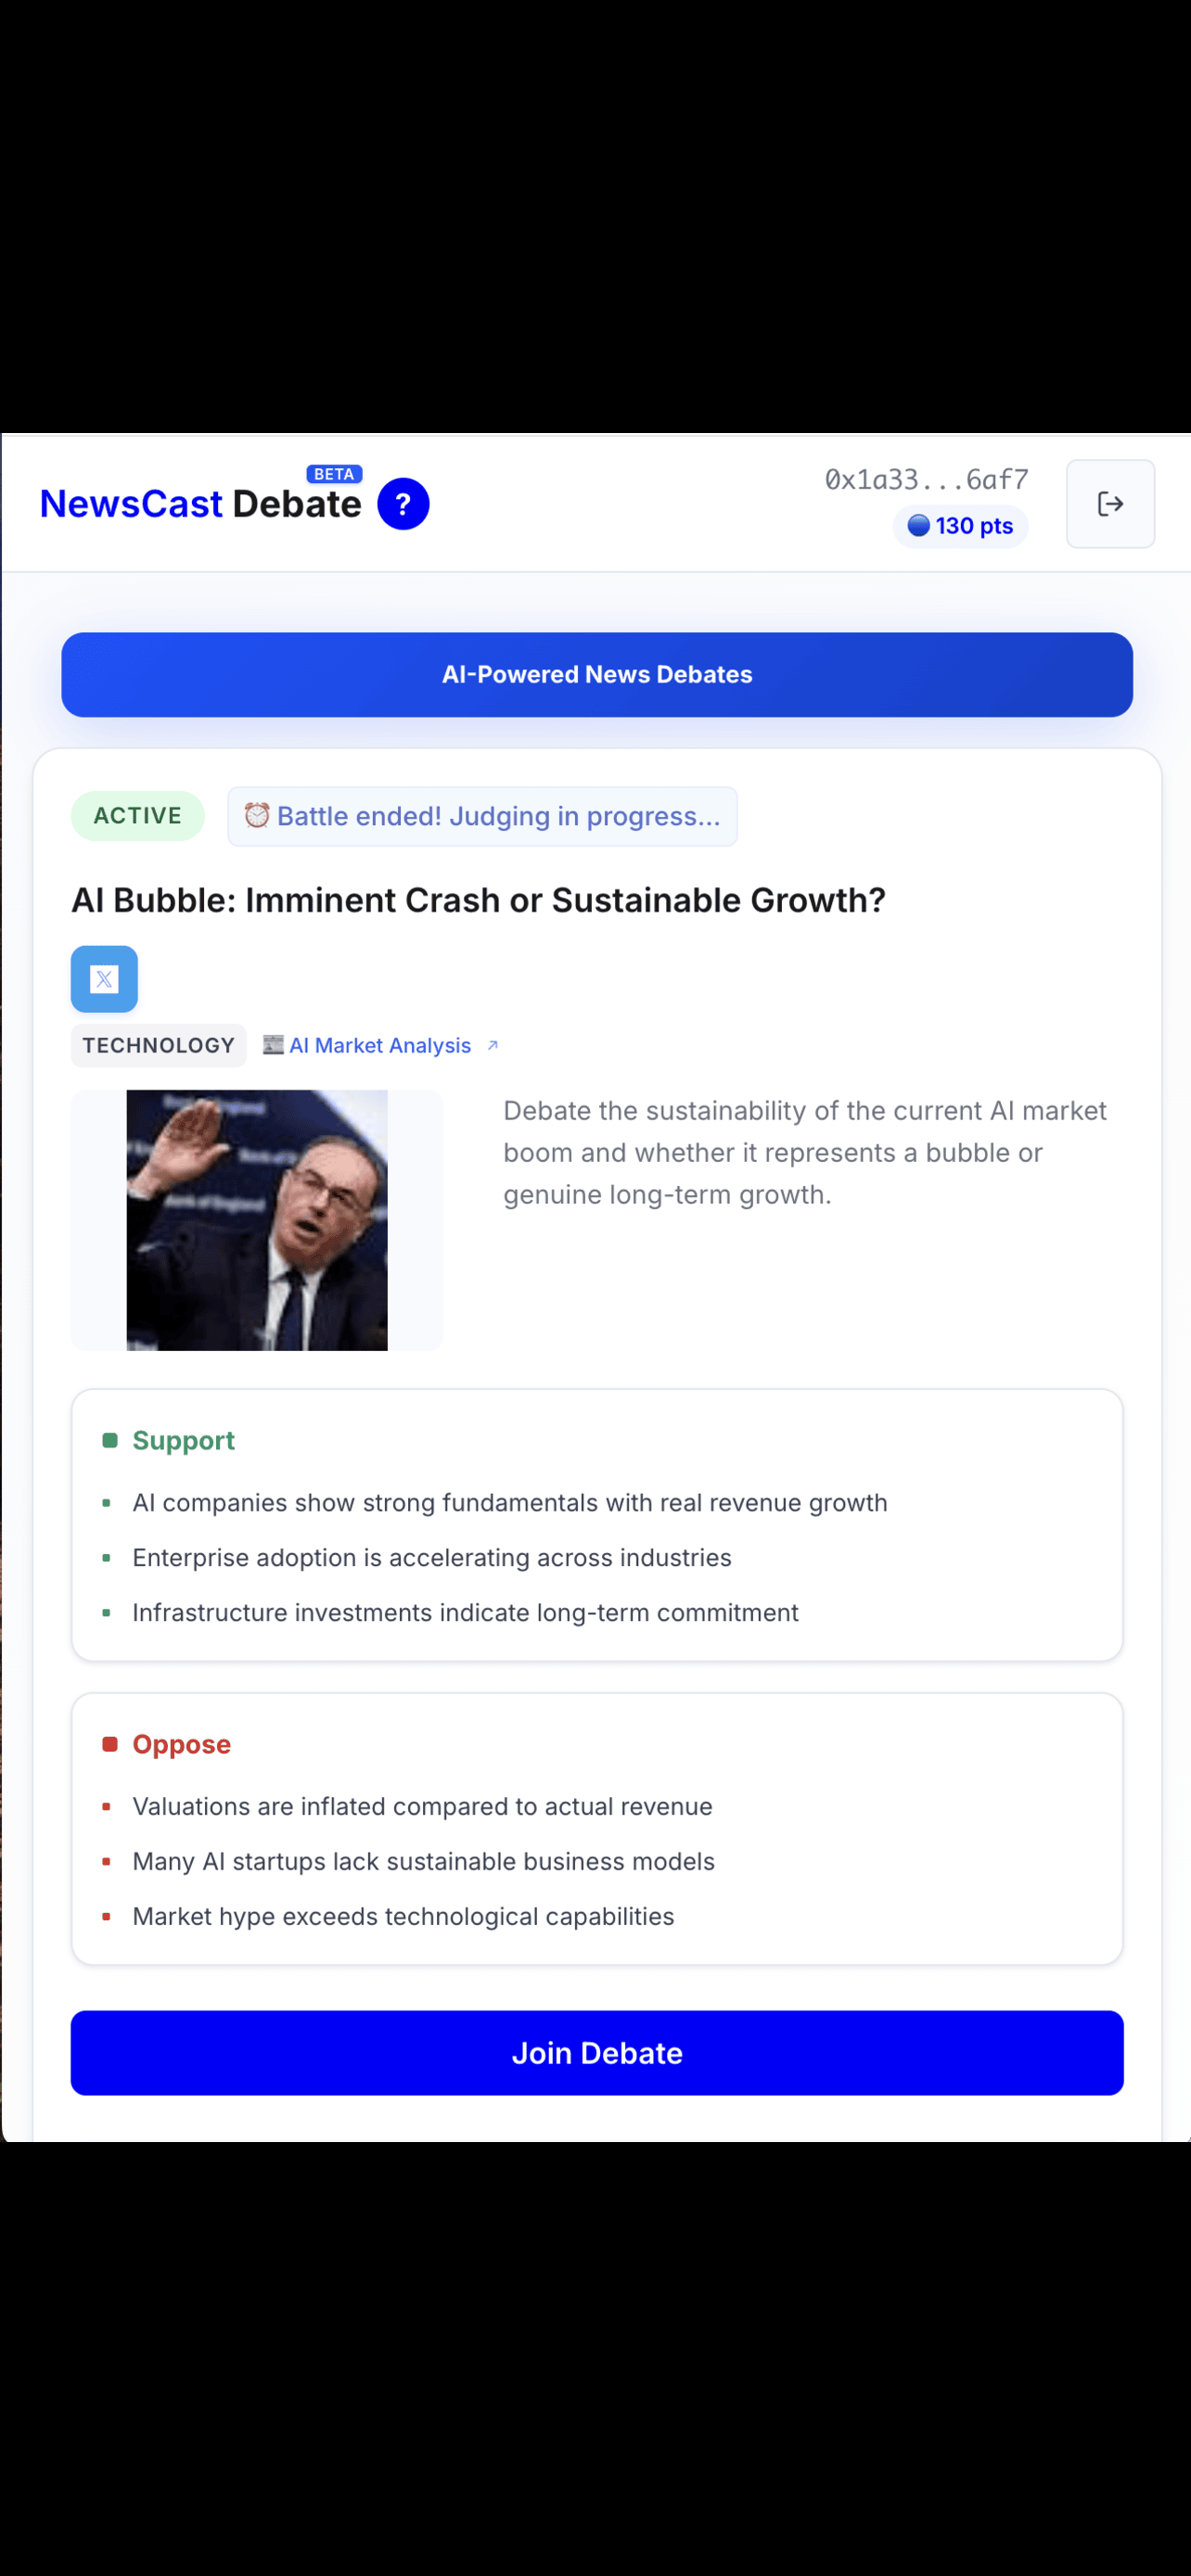 BETA
NewsCast Debate ?
0x1a33...6af7
130 pts
AI-Powered News Debates
ACTIVE
Battle ended! Judging in progress...
AI Bubble: Imminent Crash or Sustainable Growth?
𝕏
TECHNOLOGY
AI Market Analysis ↗
Bank of England
Debate the sustainability of the current AI market
boom and whether it represents a bubble or
genuine long-term growth.
Support
AI companies show strong fundamentals with real revenue growth
Enterprise adoption is accelerating across industries
Infrastructure investments indicate long-term commitment
Oppose
Valuations are inflated compared to actual revenue
Many AI startups lack sustainable business models
Market hype exceeds technological capabilities
Join Debate